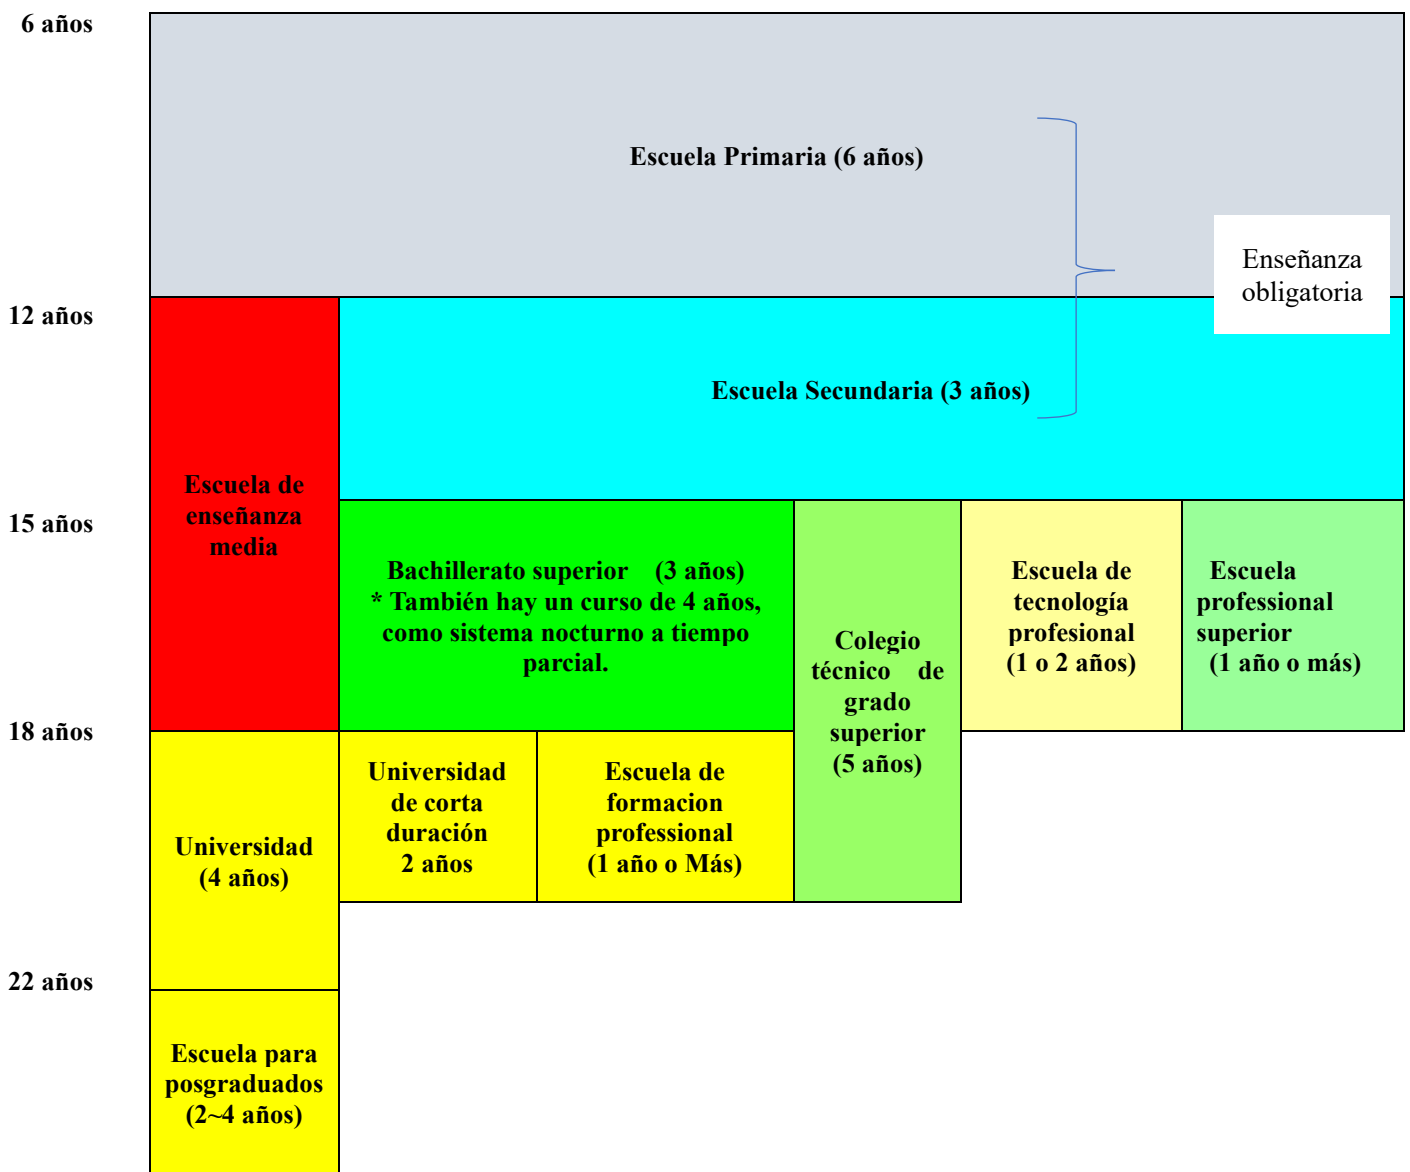 6 años
Escuela Primaria (6 años)
Enseñanza
obligatoria
12 años
Escuela Secundaria (3 años)
Escuela de
enseñanza
media
15 años
Bachillerato superior (3 años)
* También hay un curso de 4 años,
como sistema nocturno a tiempo
parcial.
Colegio
técnico de
grado
superior
(5 años)
Escuela de
tecnología
profesional
(1 o 2 años)
Escuela
professional
superior
(1 año o más)
18 años
Universidad
(4 años)
Universidad
de corta
duración
2 años
Escuela de
formacion
professional
(1 año o Más)
22 años
Escuela para
posgraduados
(2~4 años)